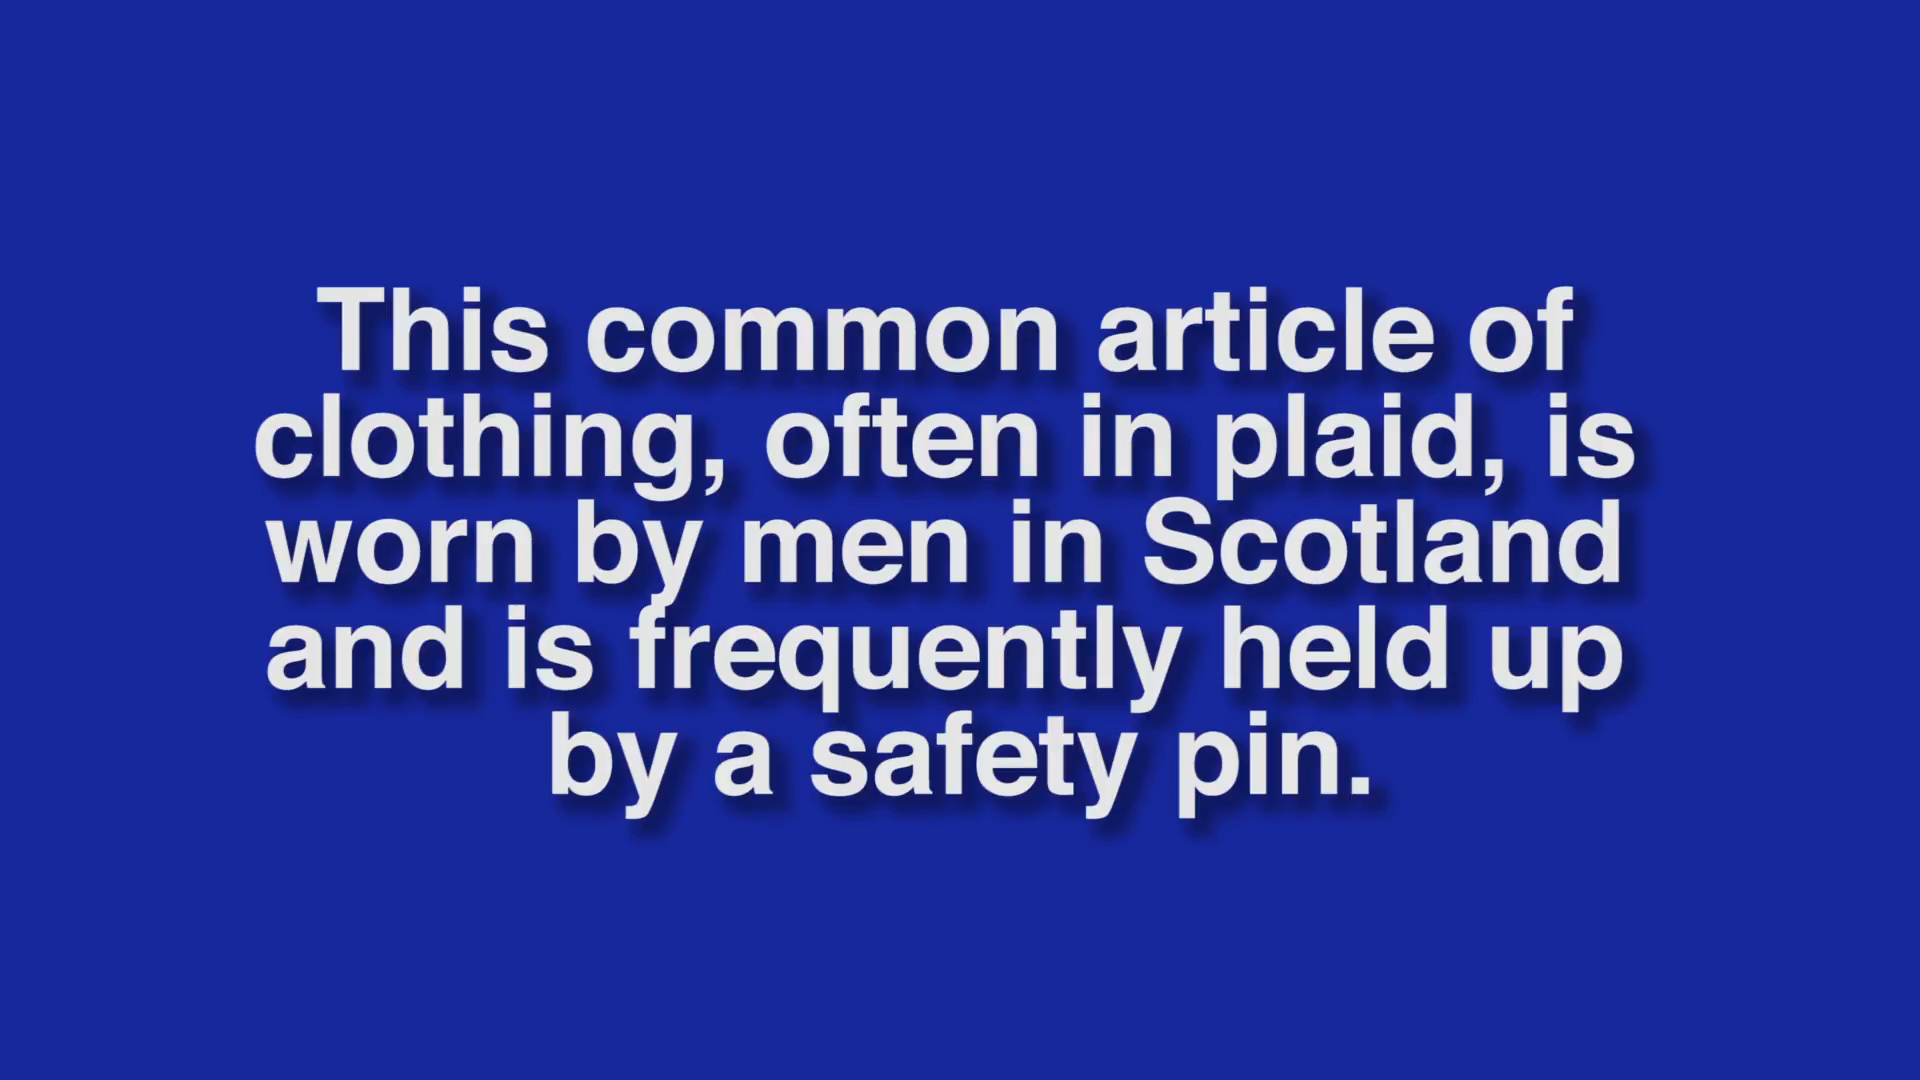 This common article of
clothing, often in plaid, is
worn by men in Scotland
and is frequently held up
by a safety pin.